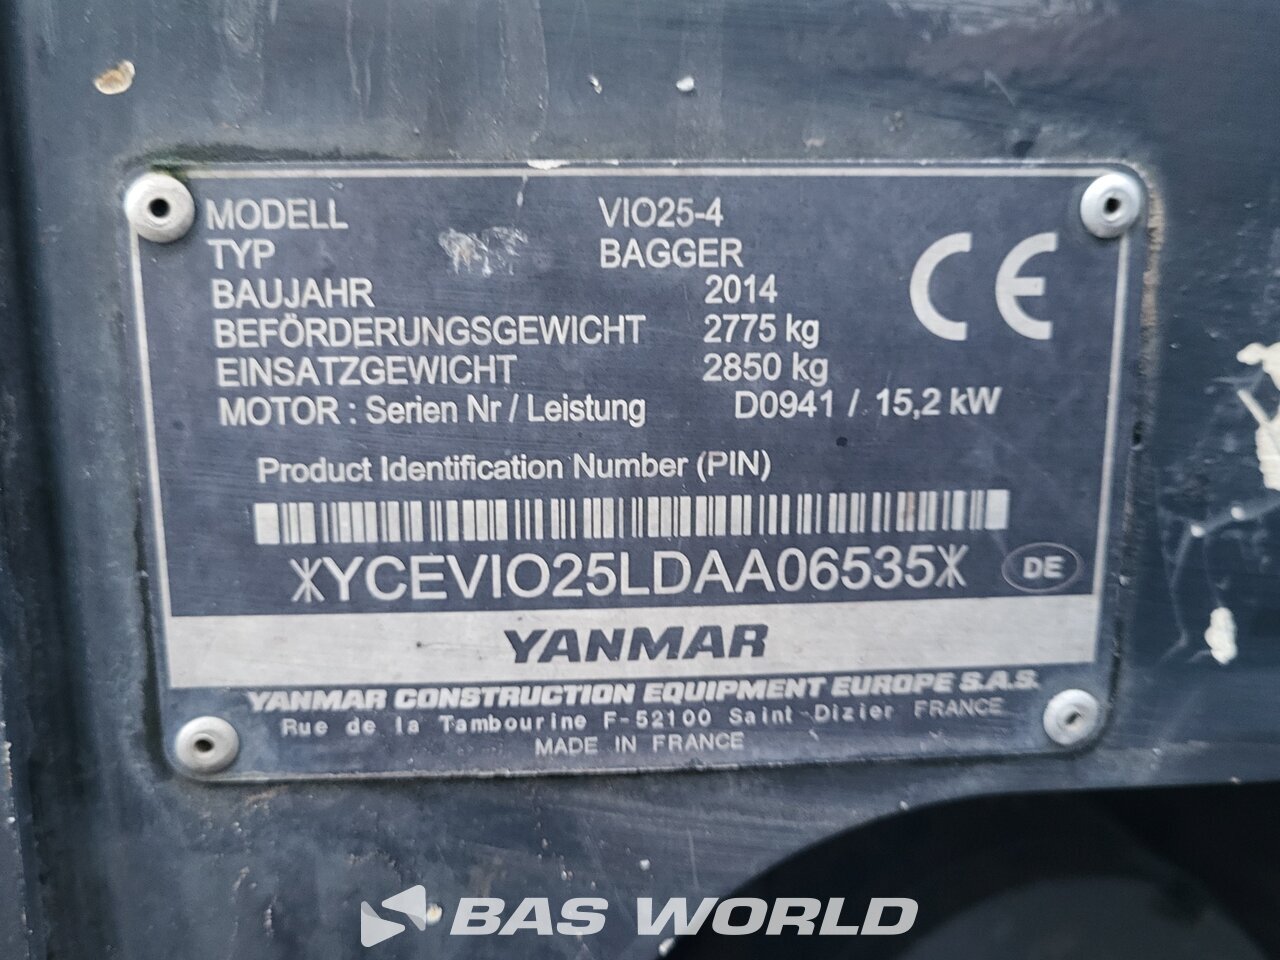 MODELL VIO25-4
TYP BAGGER
BAUJAHR 2014
BEFÖRDERUNGSGEWICHT 2775 kg
EINSATZGEWICHT 2850 kg
MOTOR : Serien Nr / Leistung D0941 / 15,2 kW
CE
Product Identification Number (PIN)
YCEVIO25LDAA06535
DE
YANMAR
YANMAR CONSTRUCTION EQUIPMENT EUROPE S.A.S.
Rue de la Tambourine F-52100 Saint-Dizier FRANCE
MADE IN FRANCE
BAS WORLD